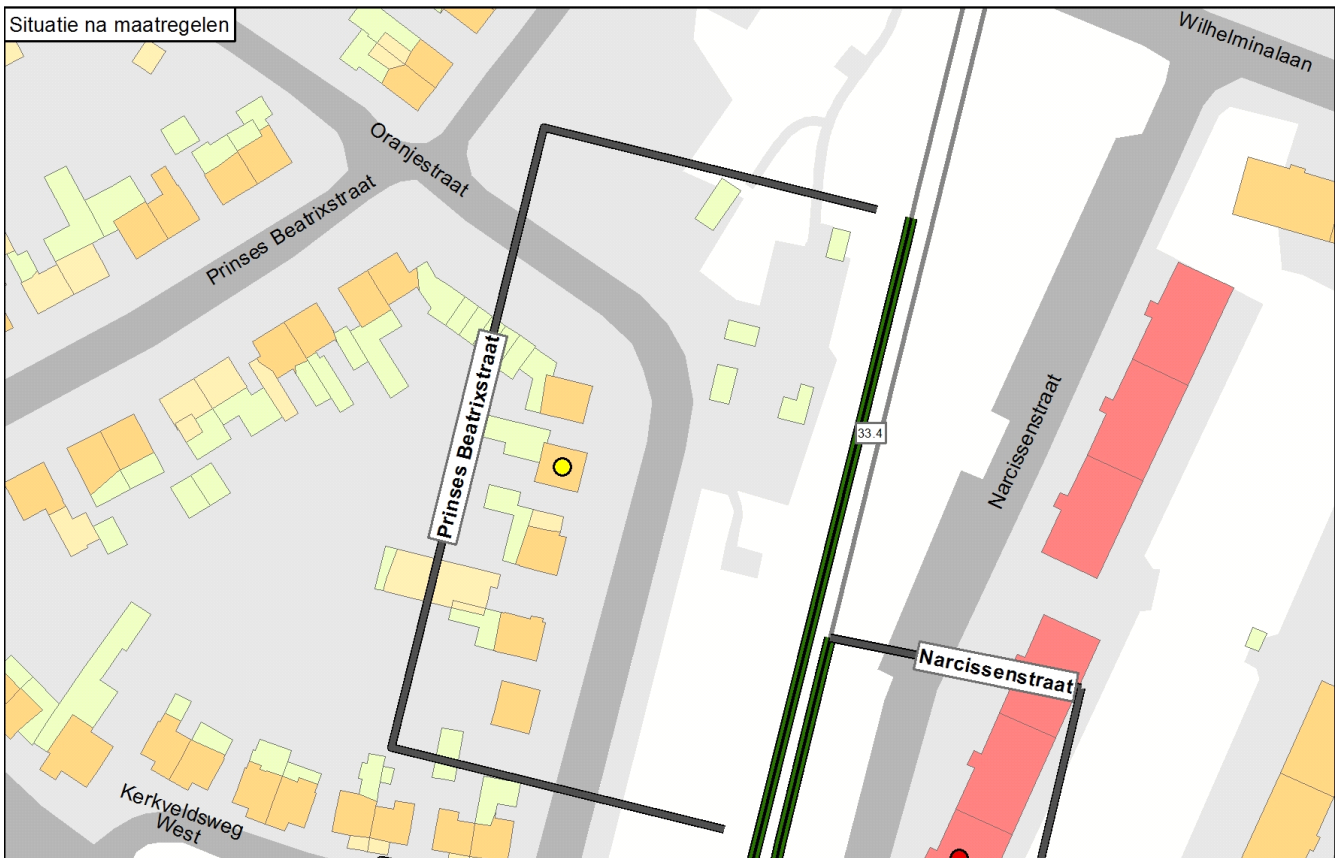 Situatie na maatregelen
Wilhelminalaan
Oranjestraat
Prinses Beatrixstraat
Prinses Beatrixstraat
33.4
Narcissenstraat
Narcissenstraat
Kerkveldsweg
West